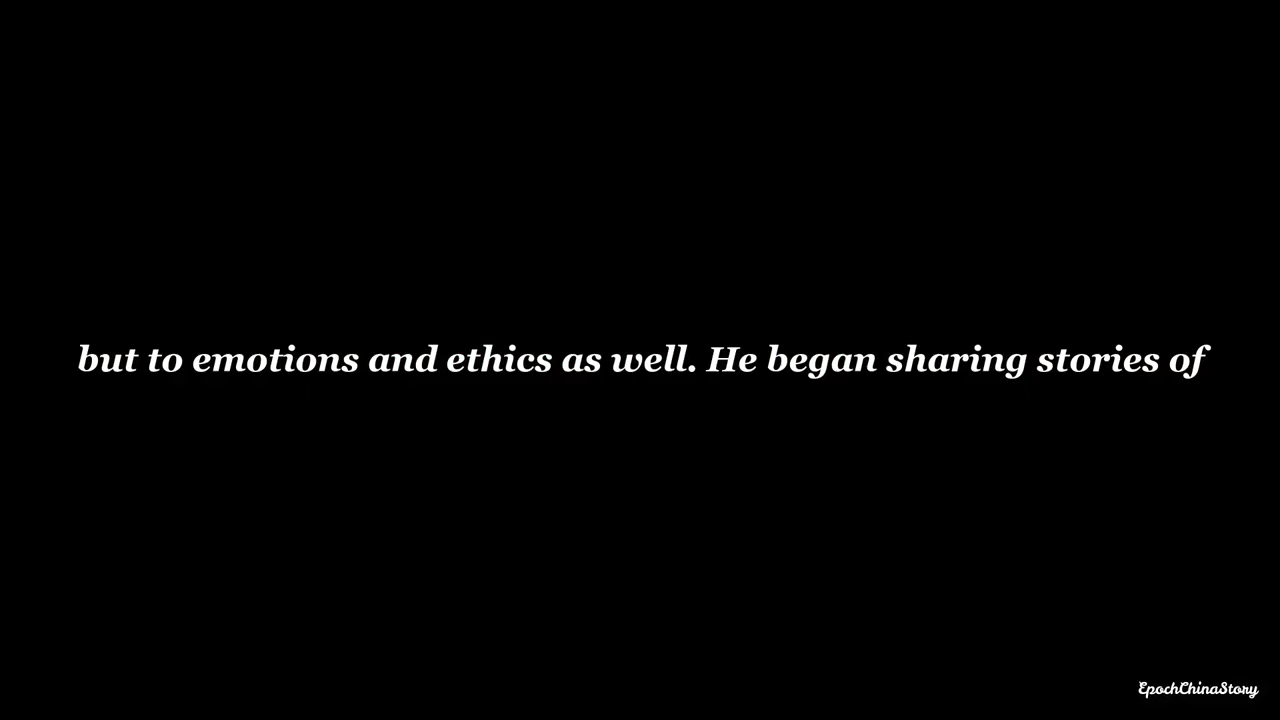 but to emotions and ethics as well. He began sharing stories of
EpochChinaStory